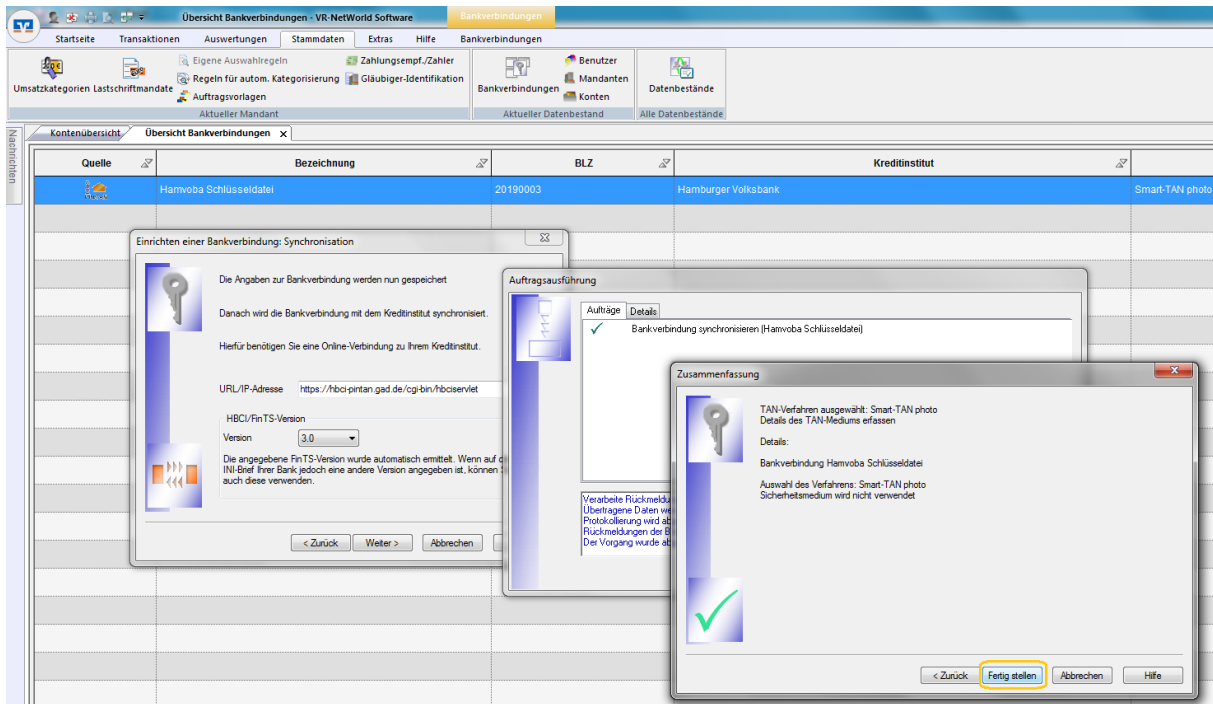 Übersicht Bankverbindungen - VR-NetWorld Software
Bankverbindungen
Startseite Transaktionen Auswertungen Stammdaten Extras Hilfe Bankverbindungen
Umsatzkategorien Lastschriftmandate
Eigene Auswahlregeln
Regeln für autom. Kategorisierung
Auftragsvorlagen
Zahlungsempf./Zahler
Gläubiger-Identifikation
Aktueller Mandant
Bankverbindungen
Benutzer
Mandanten
Konten
Aktueller Datenbestand
Datenbestände
Alle Datenbestände
Nachrichten
Kontenübersicht Übersicht Bankverbindungen x
Quelle Bezeichnung BLZ Kreditinstitut
Hamvoba Schlüsseldatei 20190003 Hamburger Volksbank Smart-TAN photo
Einrichten einer Bankverbindung: Synchronisation
Die Angaben zur Bankverbindung werden nun gespeichert
Danach wird die Bankverbindung mit dem Kreditinstitut synchronisiert.
Hierfür benötigen Sie eine Online-Verbindung zu Ihrem Kreditinstitut.
URL/IP-Adresse https://hbci-pintan.gad.de/cgi-bin/hbciservlet
HBCI/FinTS-Version
Version 3.0
Die angegebene FinTS-Version wurde automatisch ermittelt. Wenn auf
INI-Brief Ihrer Bank jedoch eine andere Version angegeben ist, können
auch diese verwenden.
< Zurück Weiter > Abbrechen
Auftragsausführung
Aufträge Details
Bankverbindung synchronisieren (Hamvoba Schlüsseldatei)
Verarbeite Rückmeldu
Übertragene Daten we
Protokollierung wird ab
Rückmeldungen der B
Der Vorgang wurde ab
Zusammenfassung
TAN-Verfahren ausgewählt: Smart-TAN photo
Details des TAN-Mediums erfassen
Details:
Bankverbindung Hamvoba Schlüsseldatei
Auswahl des Verfahrens: Smart-TAN photo
Sicherheitsmedium wird nicht verwendet
< Zurück Fertig stellen Abbrechen Hilfe